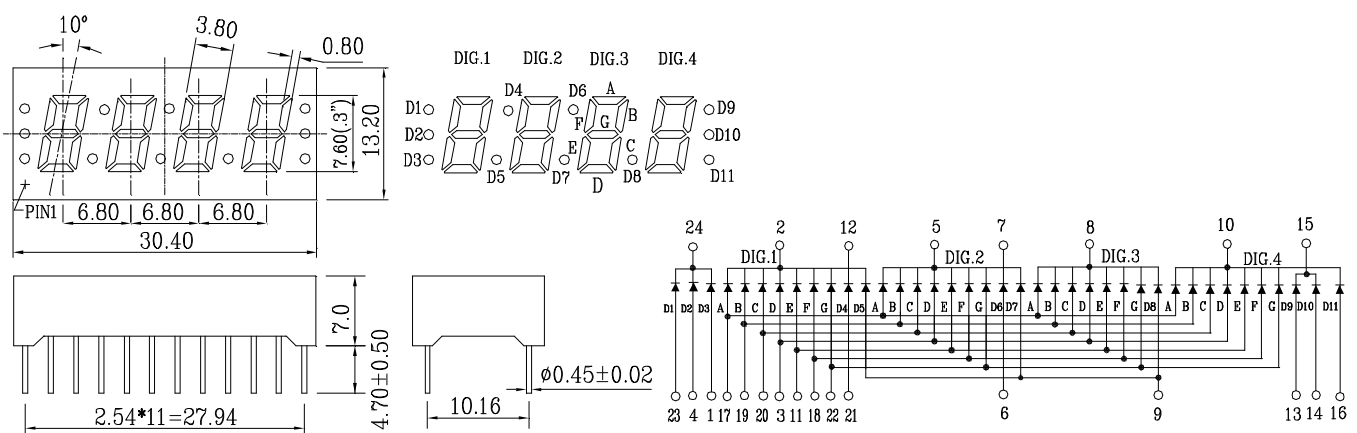 10°
3.80
0.80
7.60(.3")
13.20
PIN1
6.80 6.80 6.80
30.40
DIG.1 DIG.2 DIG.3 DIG.4
D1 D4 D6 A D9
F G B
D2 D10
D3 E C
D5 D7 D D8 D11
7.0
4.70±0.50
2.54*11=27.94
10.16
Ø0.45±0.02
24 2 12 5 7 8 10 15
DIG.1 DIG.2 DIG.3 DIG.4
D1 D2 D3 A B C D E F G D4 D5 A B C D E F G D6 D7 A B C D E F G D8 A B C D E F G D9 D10 D11
23 4 1 17 19 20 3 11 18 22 21 6 9 13 14 16